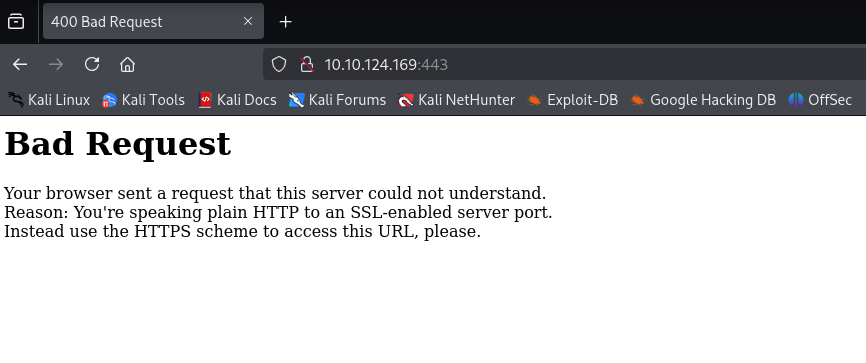 400 Bad Request
10.10.124.169:443
Kali Linux Kali Tools Kali Docs Kali Forums Kali NetHunter Exploit-DB Google Hacking DB OffSec
Bad Request
Your browser sent a request that this server could not understand.
Reason: You're speaking plain HTTP to an SSL-enabled server port.
Instead use the HTTPS scheme to access this URL, please.